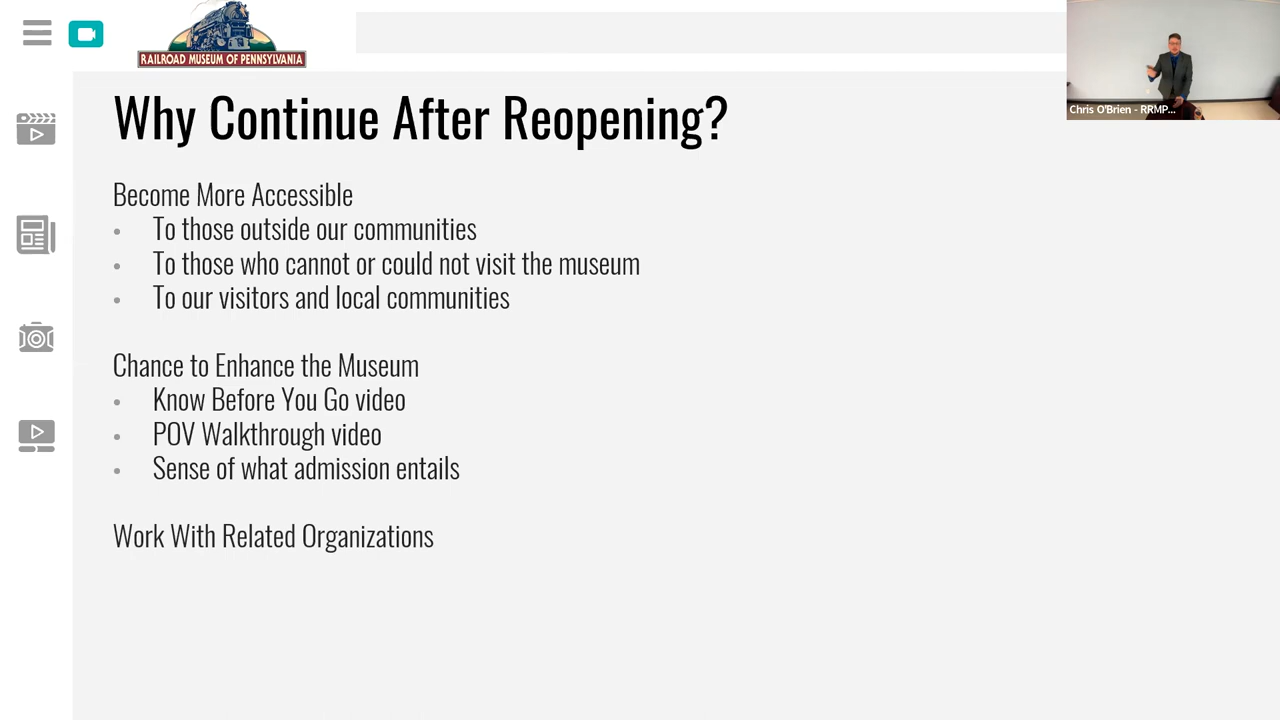 RAILROAD MUSEUM OF PENNSYLVANIA
Chris O'Brien - RRMP...
Why Continue After Reopening?
Become More Accessible
• To those outside our communities
• To those who cannot or could not visit the museum
• To our visitors and local communities
Chance to Enhance the Museum
• Know Before You Go video
• POV Walkthrough video
• Sense of what admission entails
Work With Related Organizations